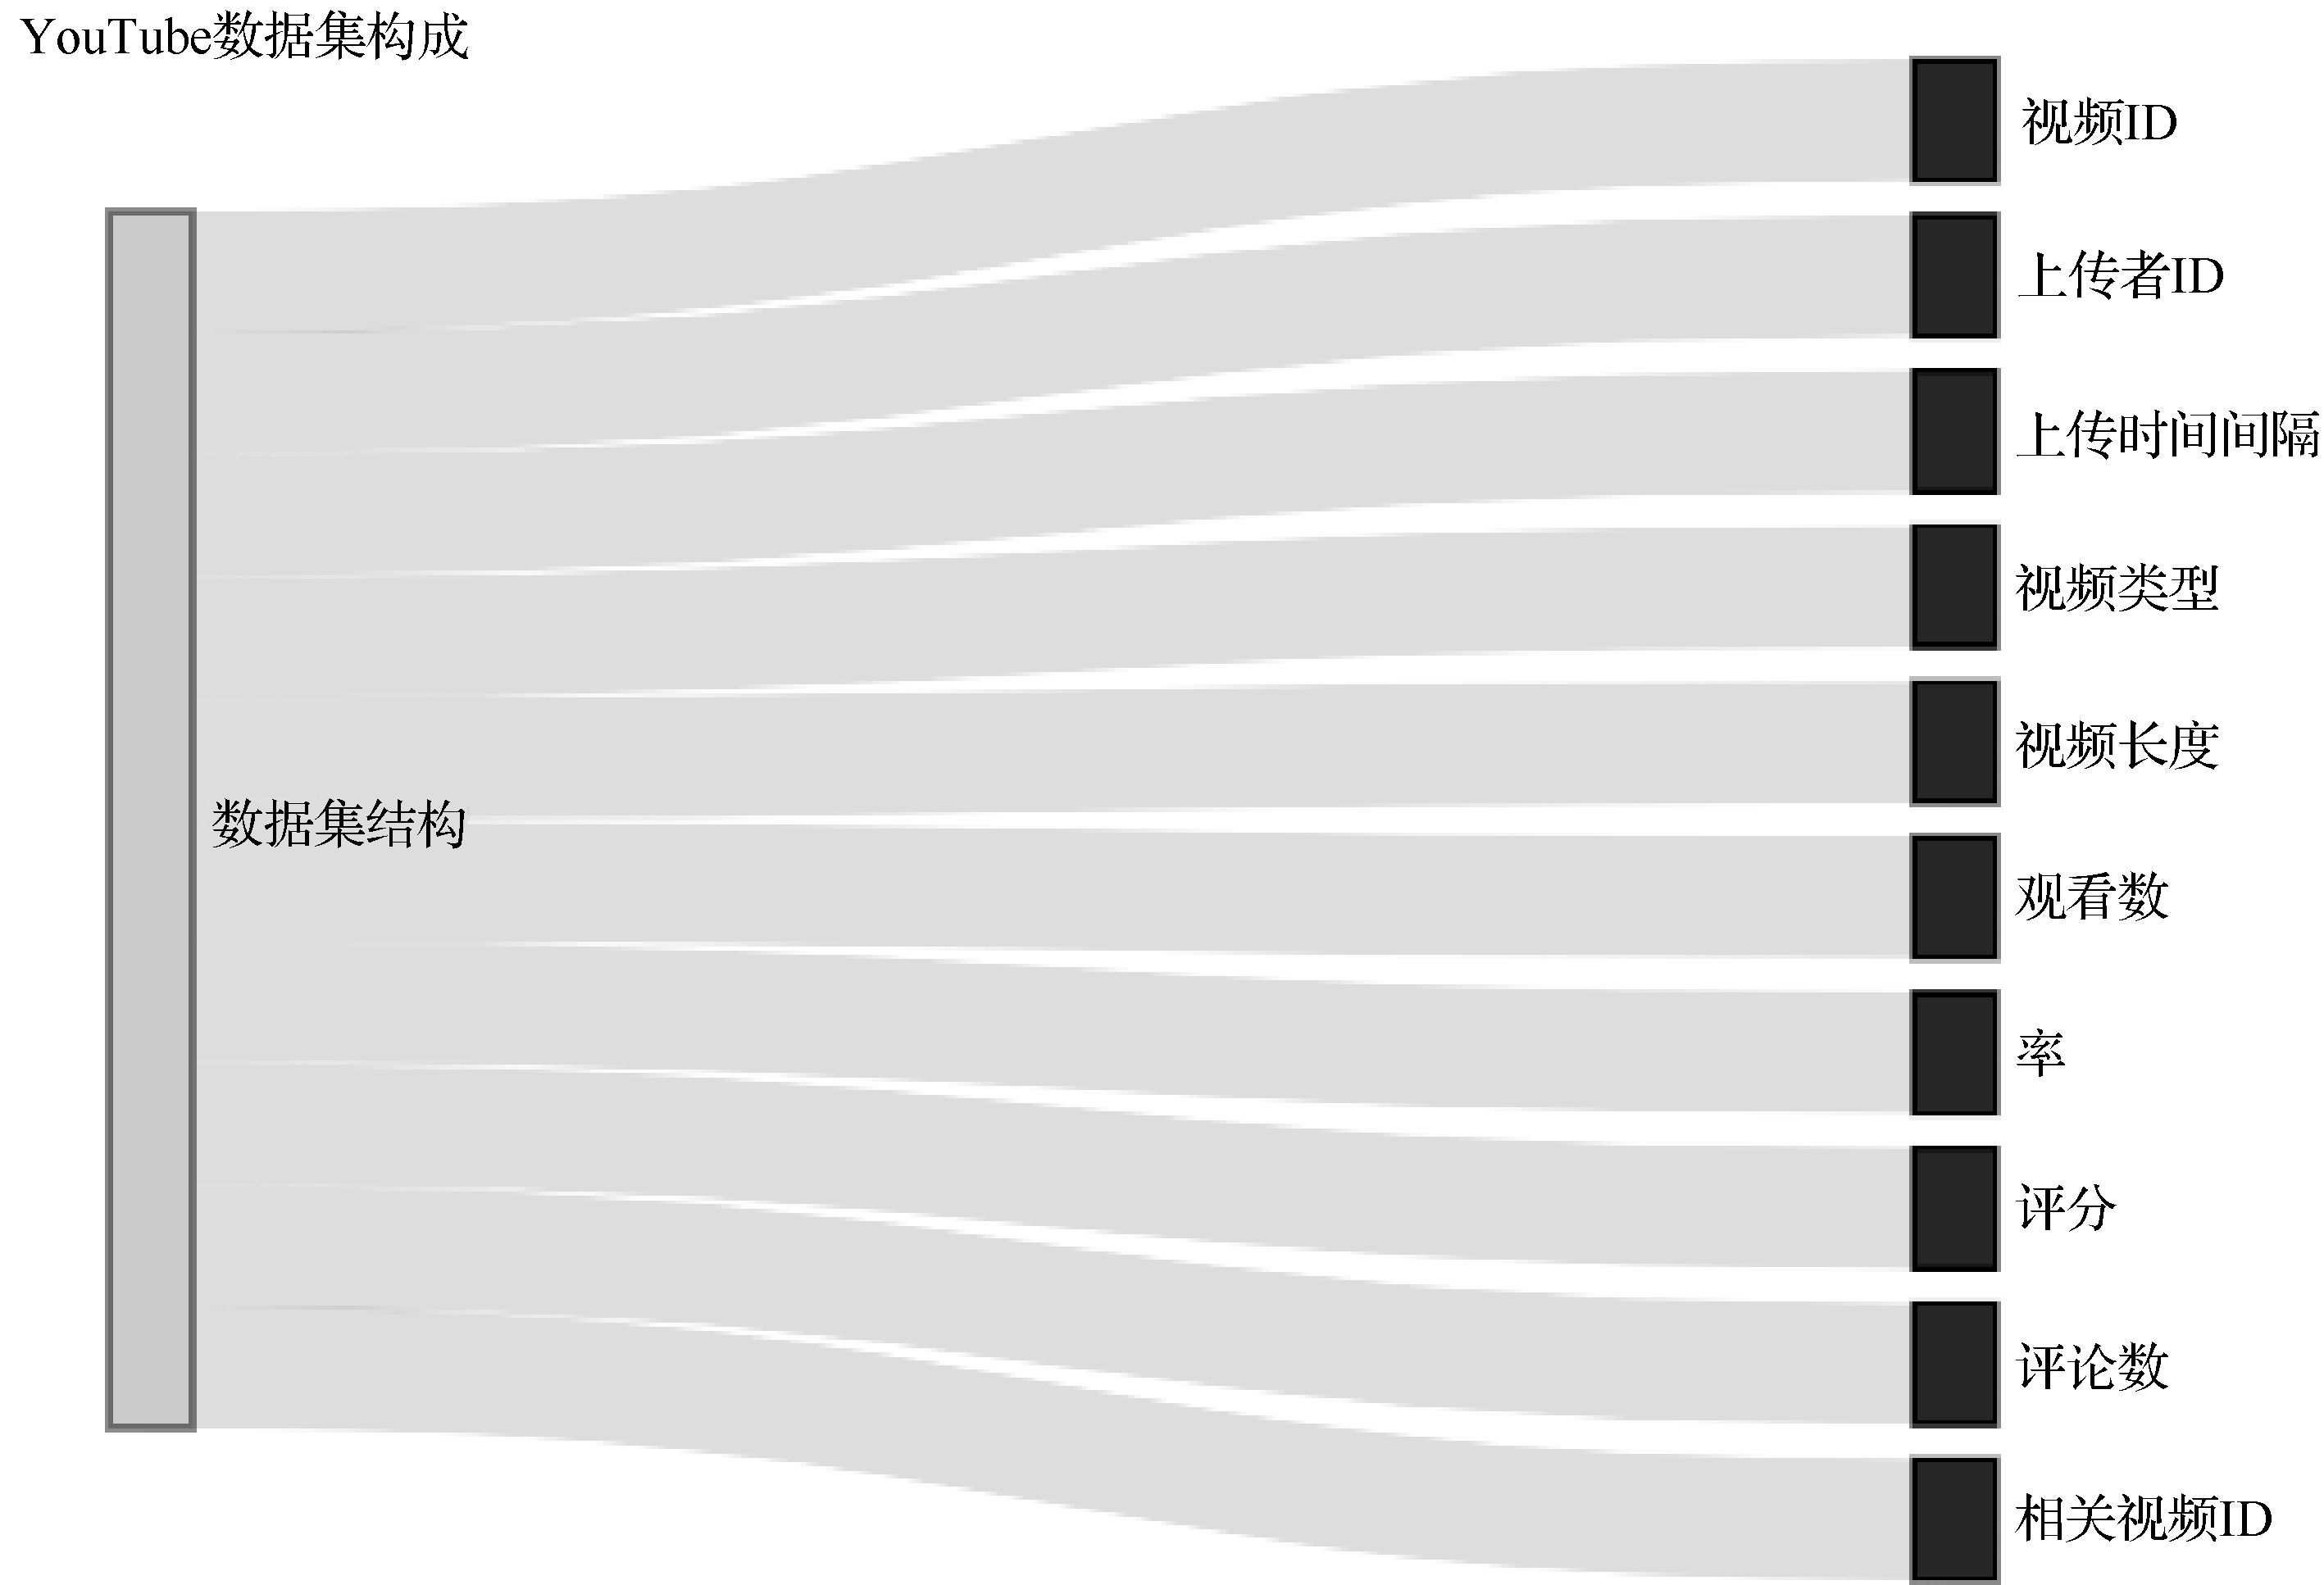 YouTube数据集构成
视频ID
上传者ID
上传时间间隔
视频类型
视频长度
数据集结构
观看数
率
评分
评论数
相关视频ID